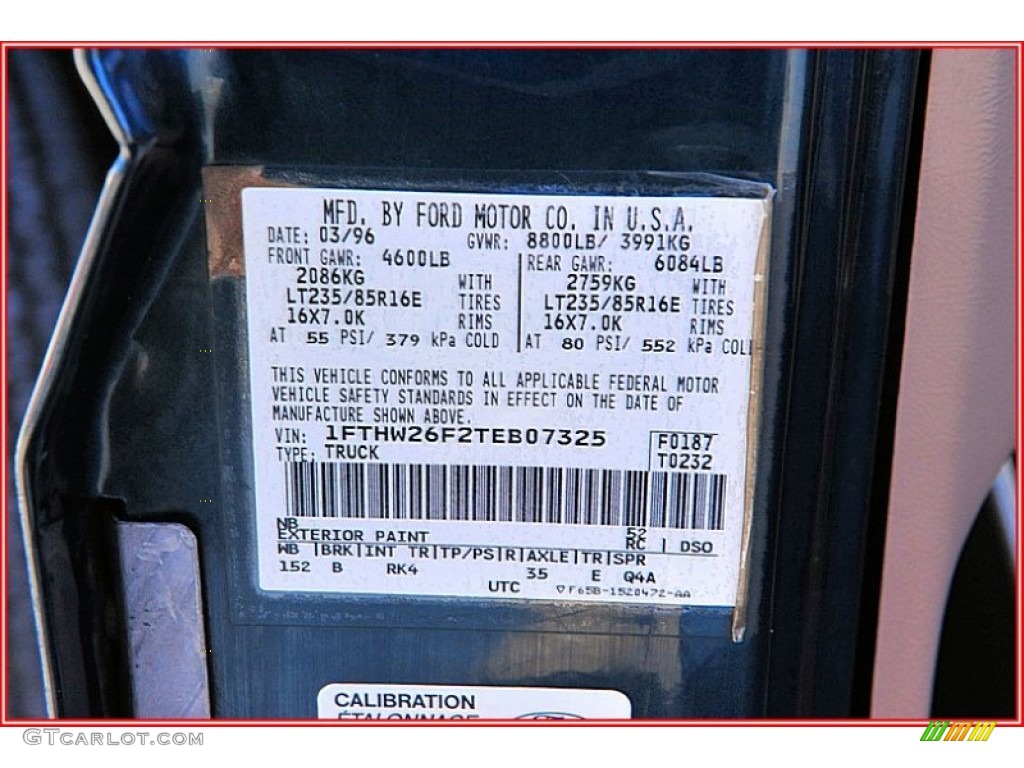 MFD. BY FORD MOTOR CO. IN U.S.A.
DATE: 03/96 GVWR: 8800LB/ 3991KG
FRONT GAWR: 4600LB REAR GAWR: 6084LB
2086KG WITH 2759KG WITH
LT235/85R16E TIRES LT235/85R16E TIRES
16X7.0K RIMS 16X7.0K RIMS
AT 55 PSI/ 379 kPa COLD AT 80 PSI/ 552 kPa COL
THIS VEHICLE CONFORMS TO ALL APPLICABLE FEDERAL MOTOR
VEHICLE SAFETY STANDARDS IN EFFECT ON THE DATE OF
MANUFACTURE SHOWN ABOVE.
VIN: 1FTHW26F2TEB07325 F0187
TYPE: TRUCK T0232
NB 52
EXTERIOR PAINT RC DSO
WB BRK INT TR TP/PS R AXLE TR SPR
152 B RK4 35 E Q4A
UTC ▽F65B-1520472-AA
CALIBRATION
ÉTALONNAGE
GTCarlot.com